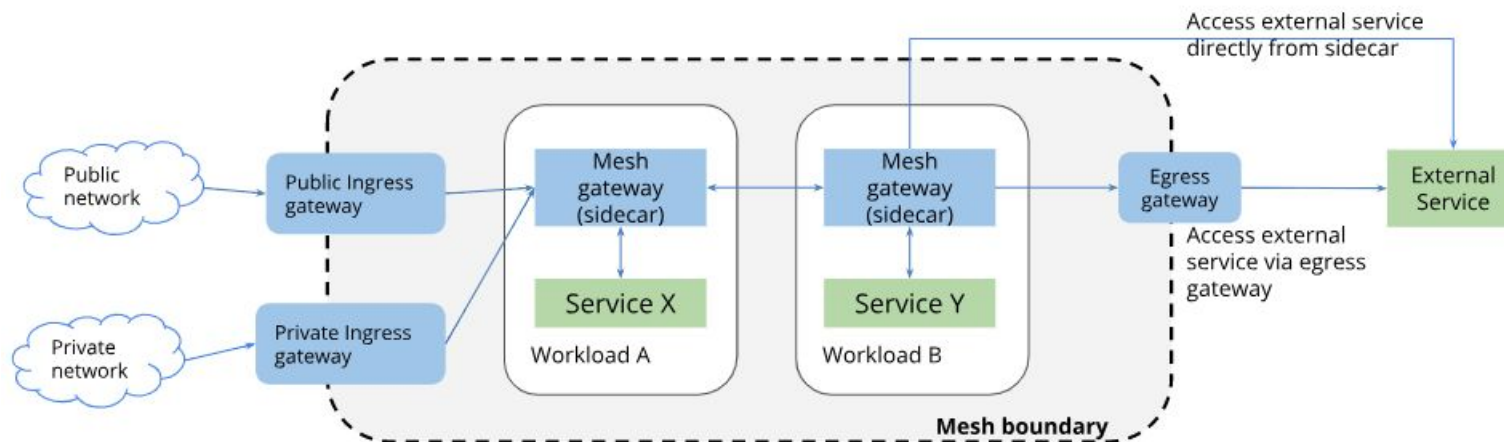 Access external service
directly from sidecar
Public
network
Public Ingress
gateway
Mesh
gateway
(sidecar)
Mesh
gateway
(sidecar)
Egress
gateway
External
Service
Access external
service via egress
gateway
Private
network
Private Ingress
gateway
Service X
Service Y
Workload A
Workload B
Mesh boundary